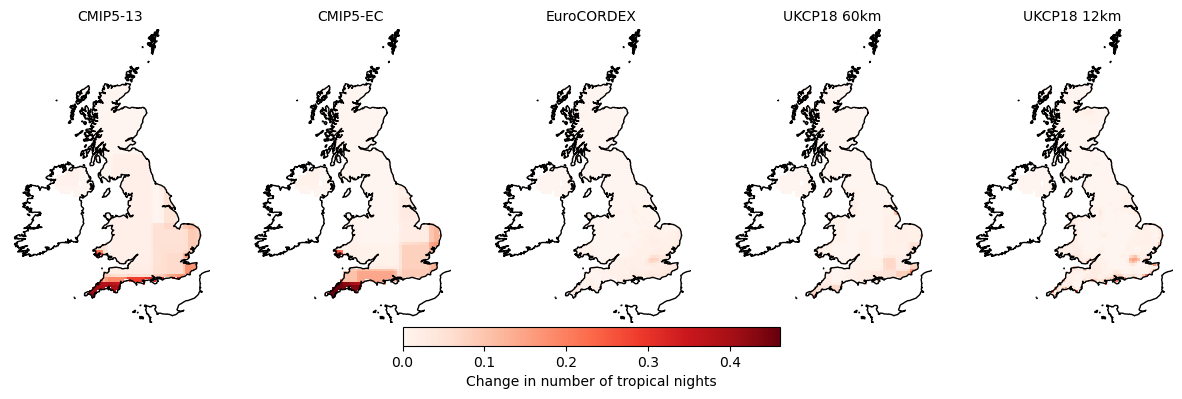 CMIP5-13
CMIP5-EC
EuroCORDEX
UKCP18 60km
UKCP18 12km
0.0
0.1
0.2
0.3
0.4
Change in number of tropical nights